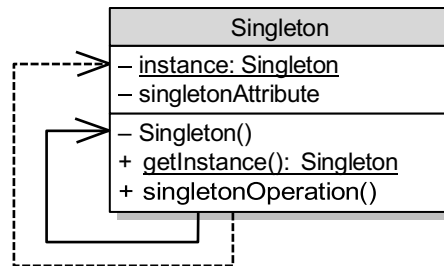 Singleton
– instance: Singleton
– singletonAttribute
– Singleton()
+ getInstance(): Singleton
+ singletonOperation()